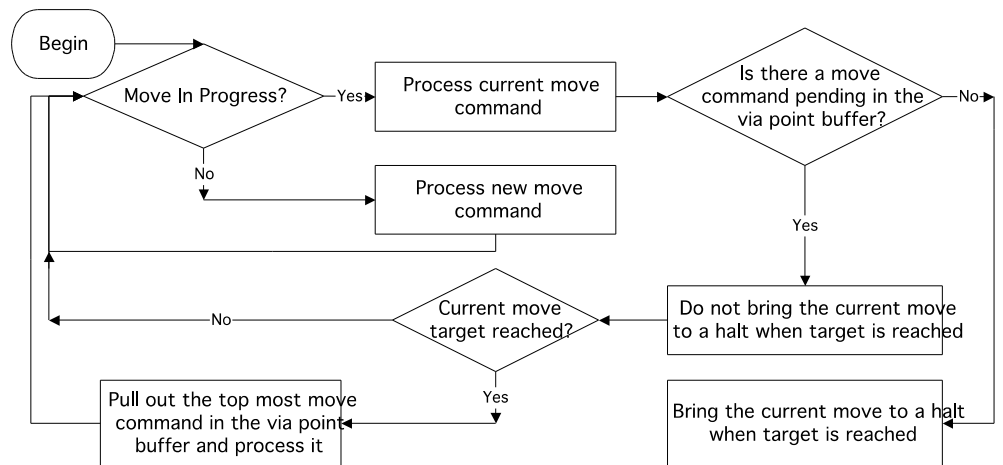 Begin
Move In Progress?
Yes
Process current move
command
Is there a move
command pending in the
via point buffer?
No
No
Process new move
command
Yes
Current move
target reached?
No
Do not bring the current move
to a halt when target is reached
Yes
Pull out the top most move
command in the via point
buffer and process it
Bring the current move to a halt
when target is reached